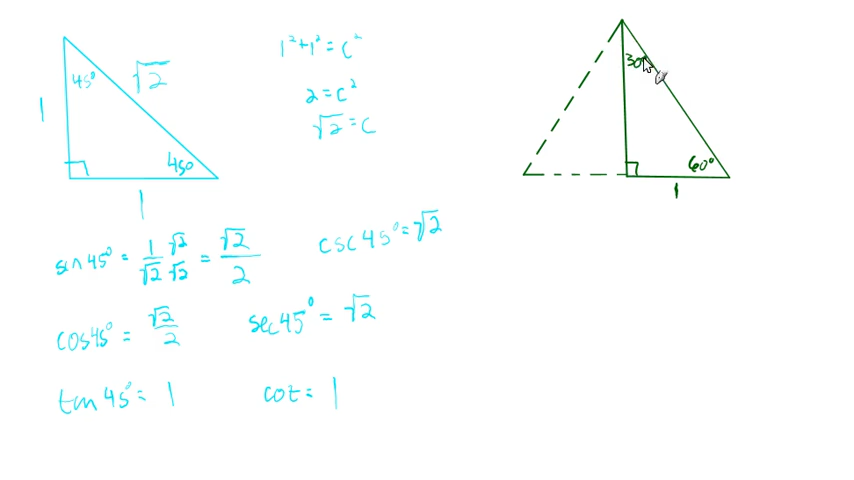 45°
√2
1
45°
1
1²+1²=c²
2=c²
√2=c
30°
60°
1
sin 45° = 1/√2 √2/√2 = √2/2
csc 45° = √2
cos 45° = √2/2
sec 45° = √2
tan 45° = 1
cot = 1